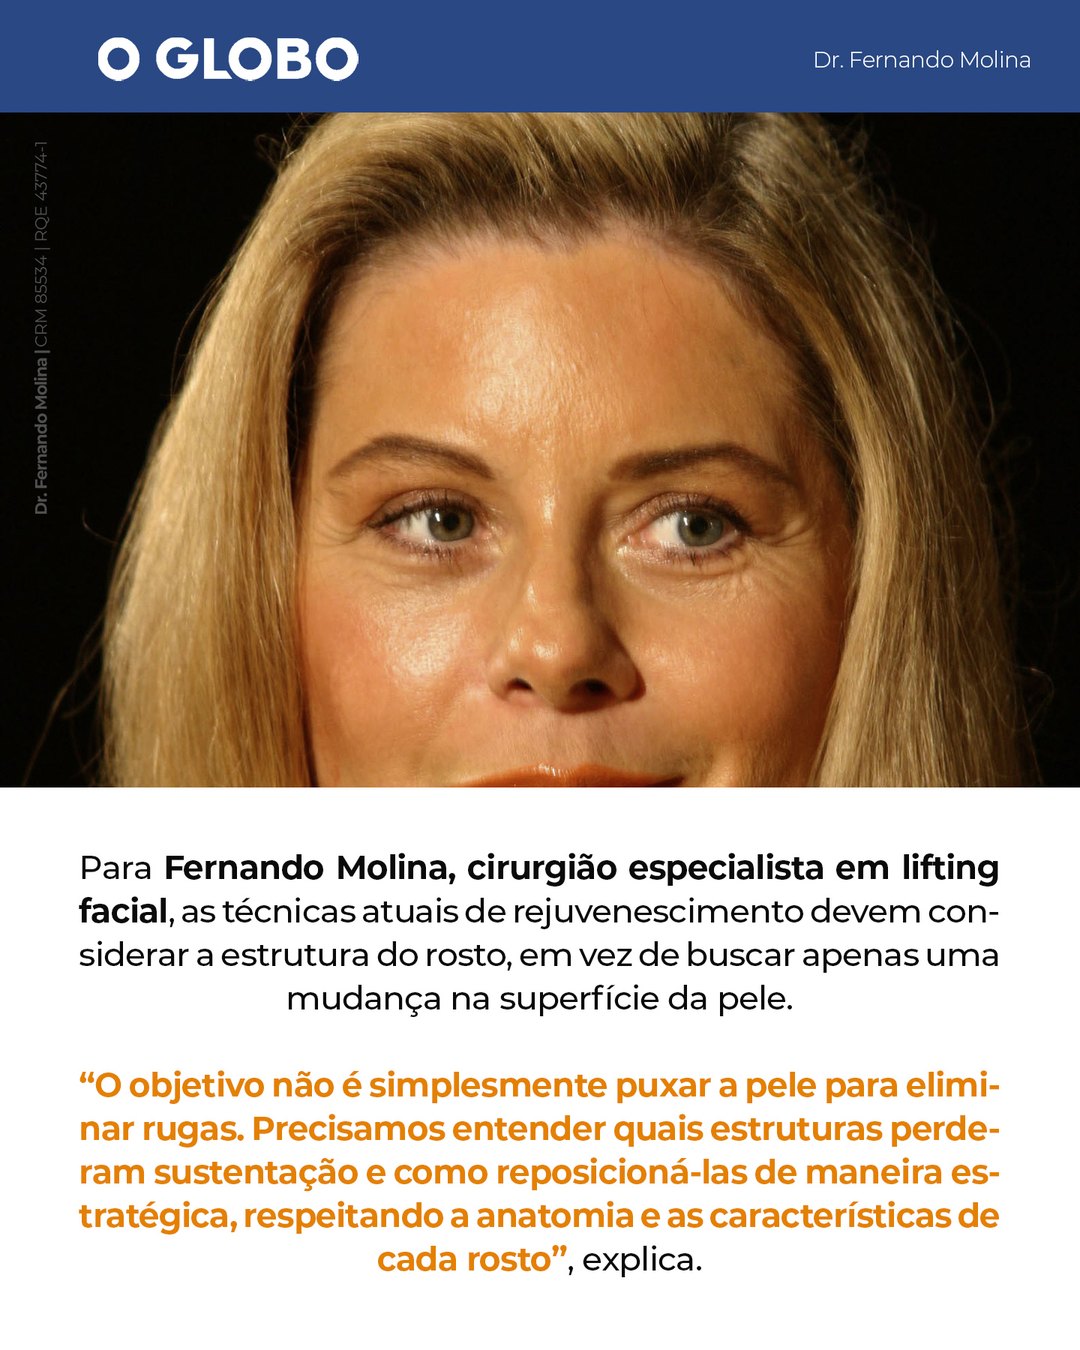 O GLOBO
Dr. Fernando Molina
Dr. Fernando Molina | CRM 85534 | RQE 43774-1
Para Fernando Molina, cirurgião especialista em lifting
facial, as técnicas atuais de rejuvenescimento devem con-
siderar a estrutura do rosto, em vez de buscar apenas uma
mudança na superfície da pele.
“O objetivo não é simplesmente puxar a pele para elimi-
nar rugas. Precisamos entender quais estruturas perde-
ram sustentação e como reposicioná-las de maneira es-
tratégica, respeitando a anatomia e as características de
cada rosto”, explica.